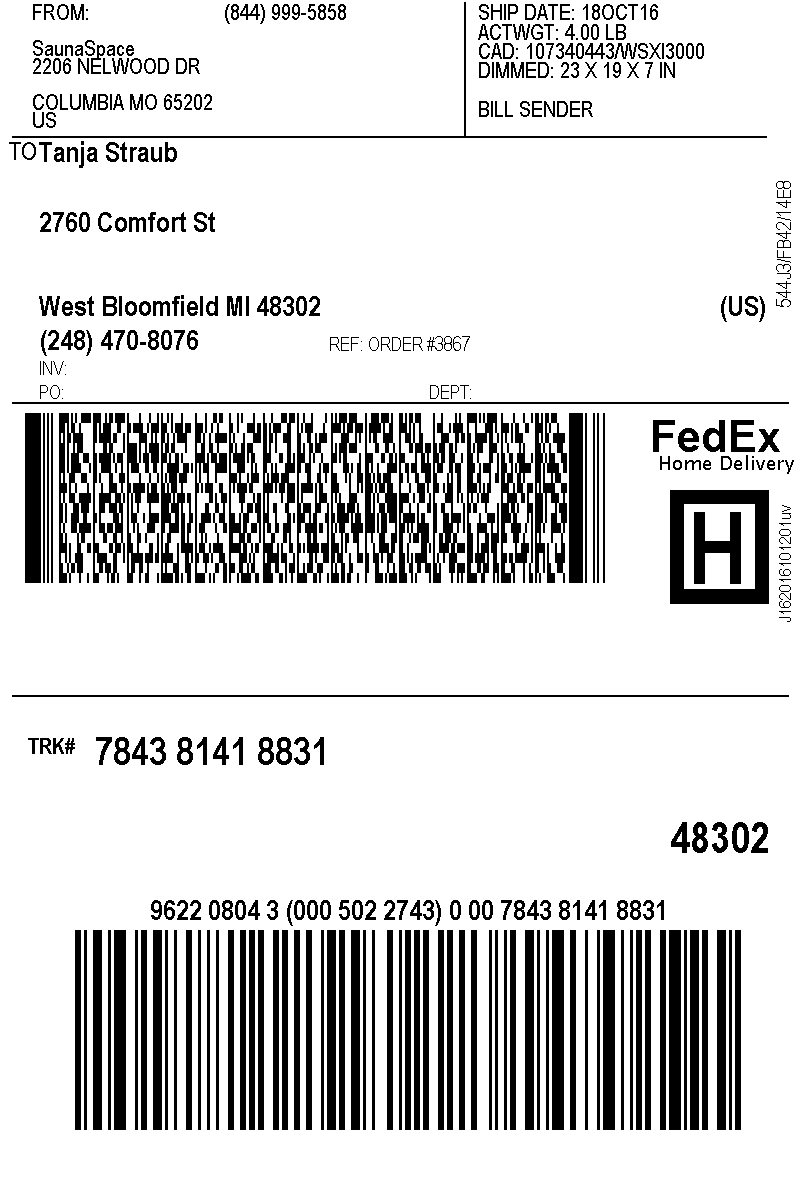 FROM: (844) 999-5858
SaunaSpace
2206 NELWOOD DR
COLUMBIA MO 65202
US
SHIP DATE: 18OCT16
ACTWGT: 4.00 LB
CAD: 107340443/WSXI3000
DIMMED: 23 X 19 X 7 IN
BILL SENDER
TO Tanja Straub
2760 Comfort St
West Bloomfield MI 48302 (US)
(248) 470-8076 REF: ORDER #3867
INV:
PO: DEPT:
544J3/FB42/14E8
FedEx
Home Delivery
H
J162016101201uv
TRK# 7843 8141 8831
48302
9622 0804 3 (000 502 2743) 0 00 7843 8141 8831